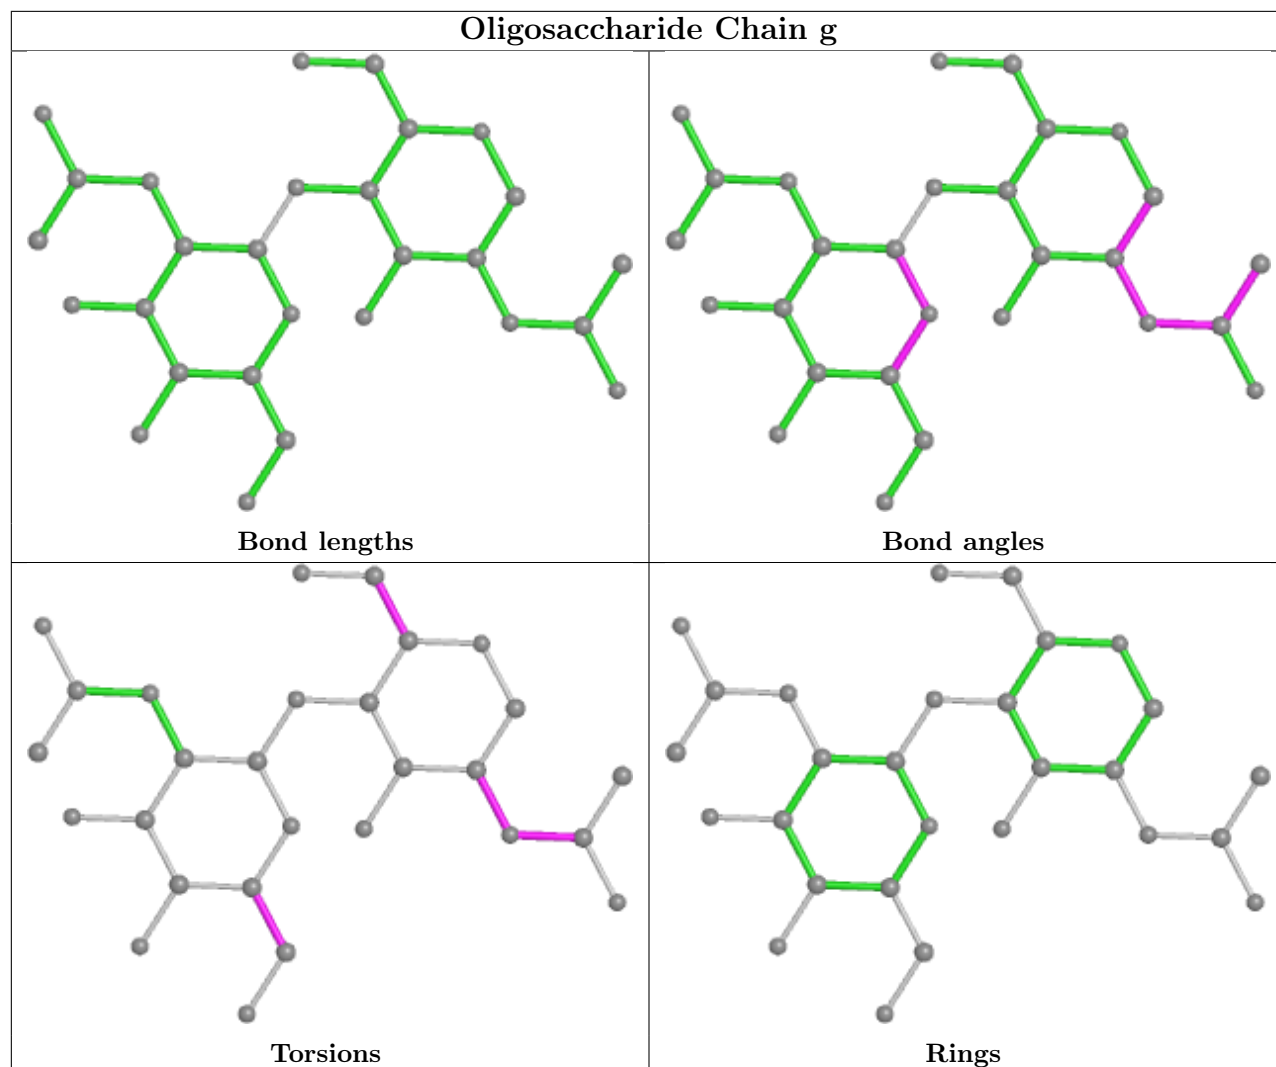 Oligosaccharide Chain g
Bond lengths
Bond angles
Torsions
Rings